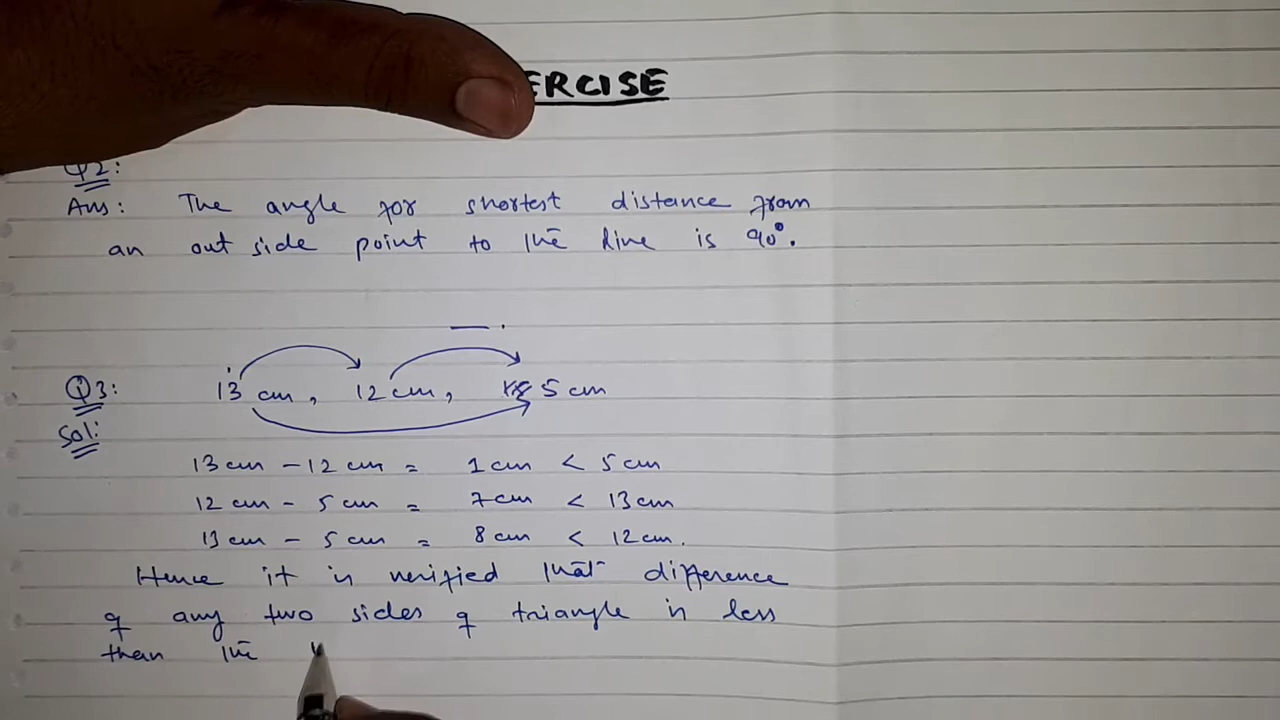 ERCISE
Q2:
Ans: The angle for shortest distance from
an out side point to the line is 90°.
Q3: 13 cm, 12 cm, 5 cm
Sol:
13 cm - 12 cm = 1 cm < 5 cm
12 cm - 5 cm = 7 cm < 13 cm
13 cm - 5 cm = 8 cm < 12 cm.
Hence it is verified that difference
of any two sides of triangle is less
than the